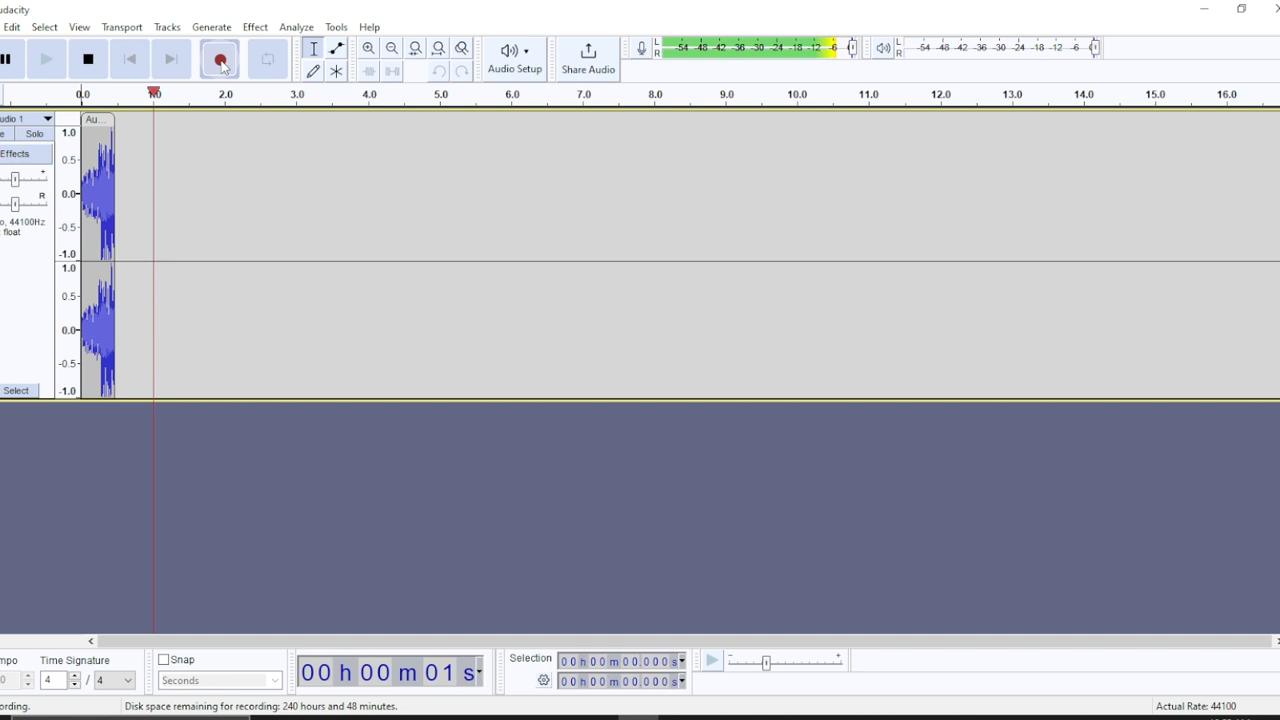 udacity
Edit Select View Transport Tracks Generate Effect Analyze Tools Help
L -54 -48 -42 -36 -30 -24 -18 -12 -6 0
R
L -54 -48 -42 -36 -30 -24 -18 -12 -6 0
R
Audio Setup Share Audio
0.0 1.0 2.0 3.0 4.0 5.0 6.0 7.0 8.0 9.0 10.0 11.0 12.0 13.0 14.0 15.0 16.0
udio 1 Au...
e Solo
Effects
- +
L R
o, 44100Hz
float
1.0
0.5
0.0
-0.5
-1.0
1.0
0.5
0.0
-0.5
-1.0
Select
mpo Time Signature Snap
0 4 / 4 Seconds
00 h 00 m 01 s
Selection 00 h 00 m 00.000 s
00 h 00 m 00.000 s
- +
ording. Disk space remaining for recording: 240 hours and 48 minutes. Actual Rate: 44100